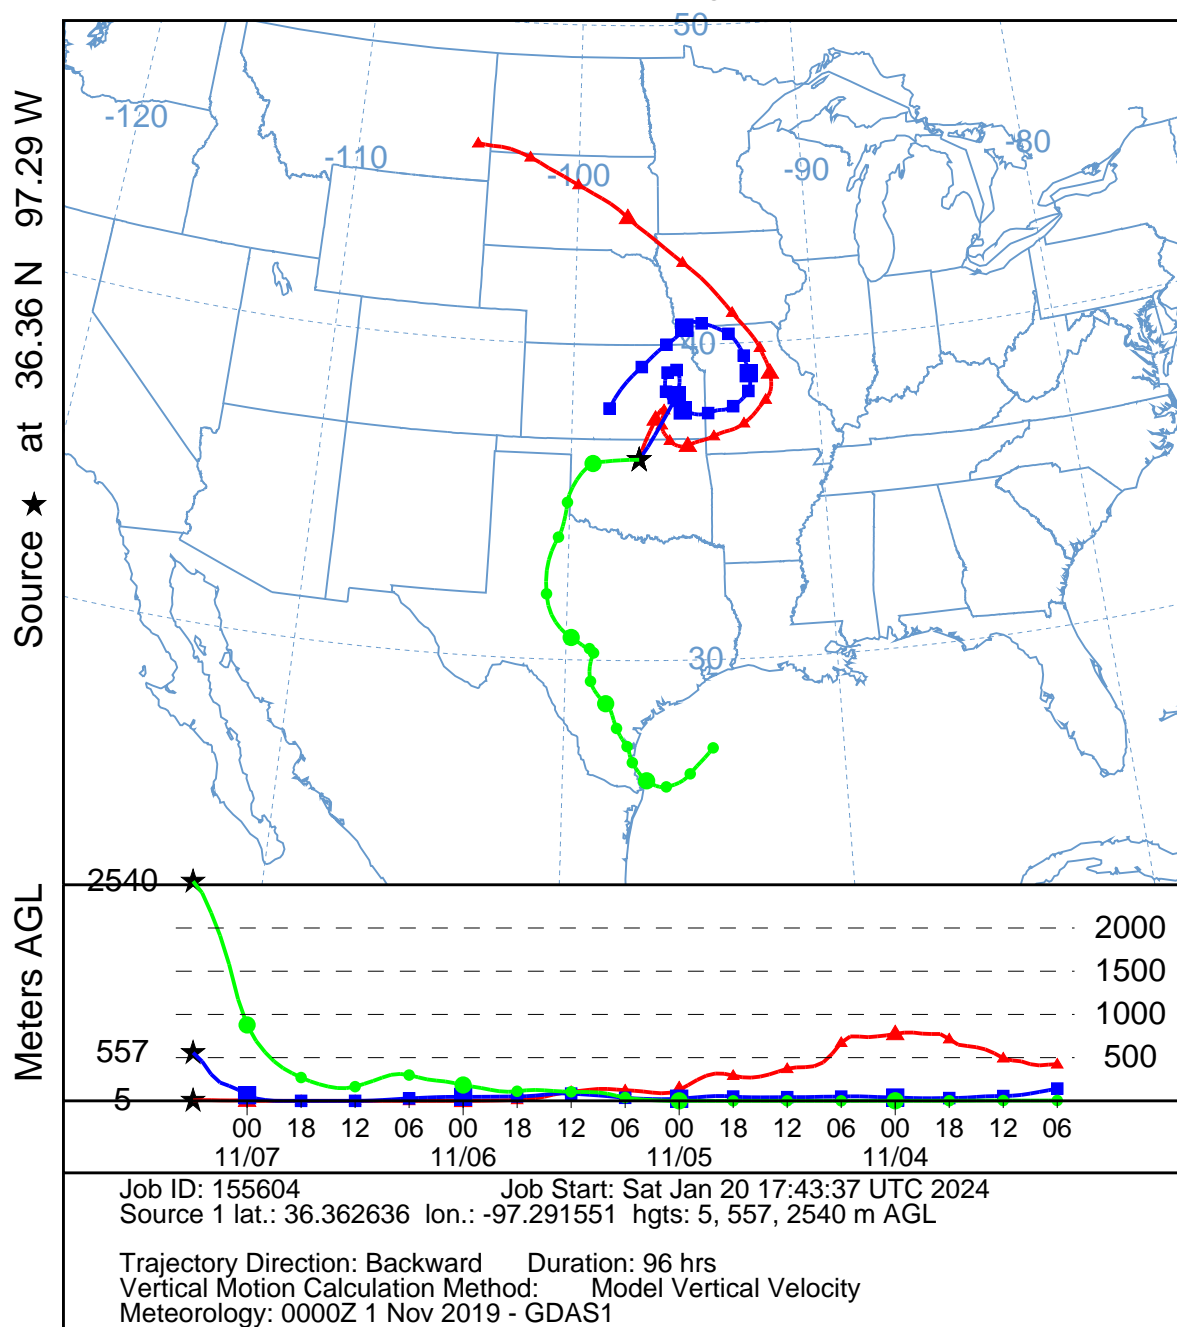 50
-120
-110
-100
-90
-80
40
30
Source ★ at 36.36 N 97.29 W
Meters AGL
2540
2000
1500
1000
557
500
5
00 18 12 06 00 18 12 06 00 18 12 06 00 18 12 06
11/07 11/06 11/05 11/04
Job ID: 155604 Job Start: Sat Jan 20 17:43:37 UTC 2024
Source 1 lat.: 36.362636 lon.: -97.291551 hgts: 5, 557, 2540 m AGL
Trajectory Direction: Backward Duration: 96 hrs
Vertical Motion Calculation Method: Model Vertical Velocity
Meteorology: 0000Z 1 Nov 2019 - GDAS1